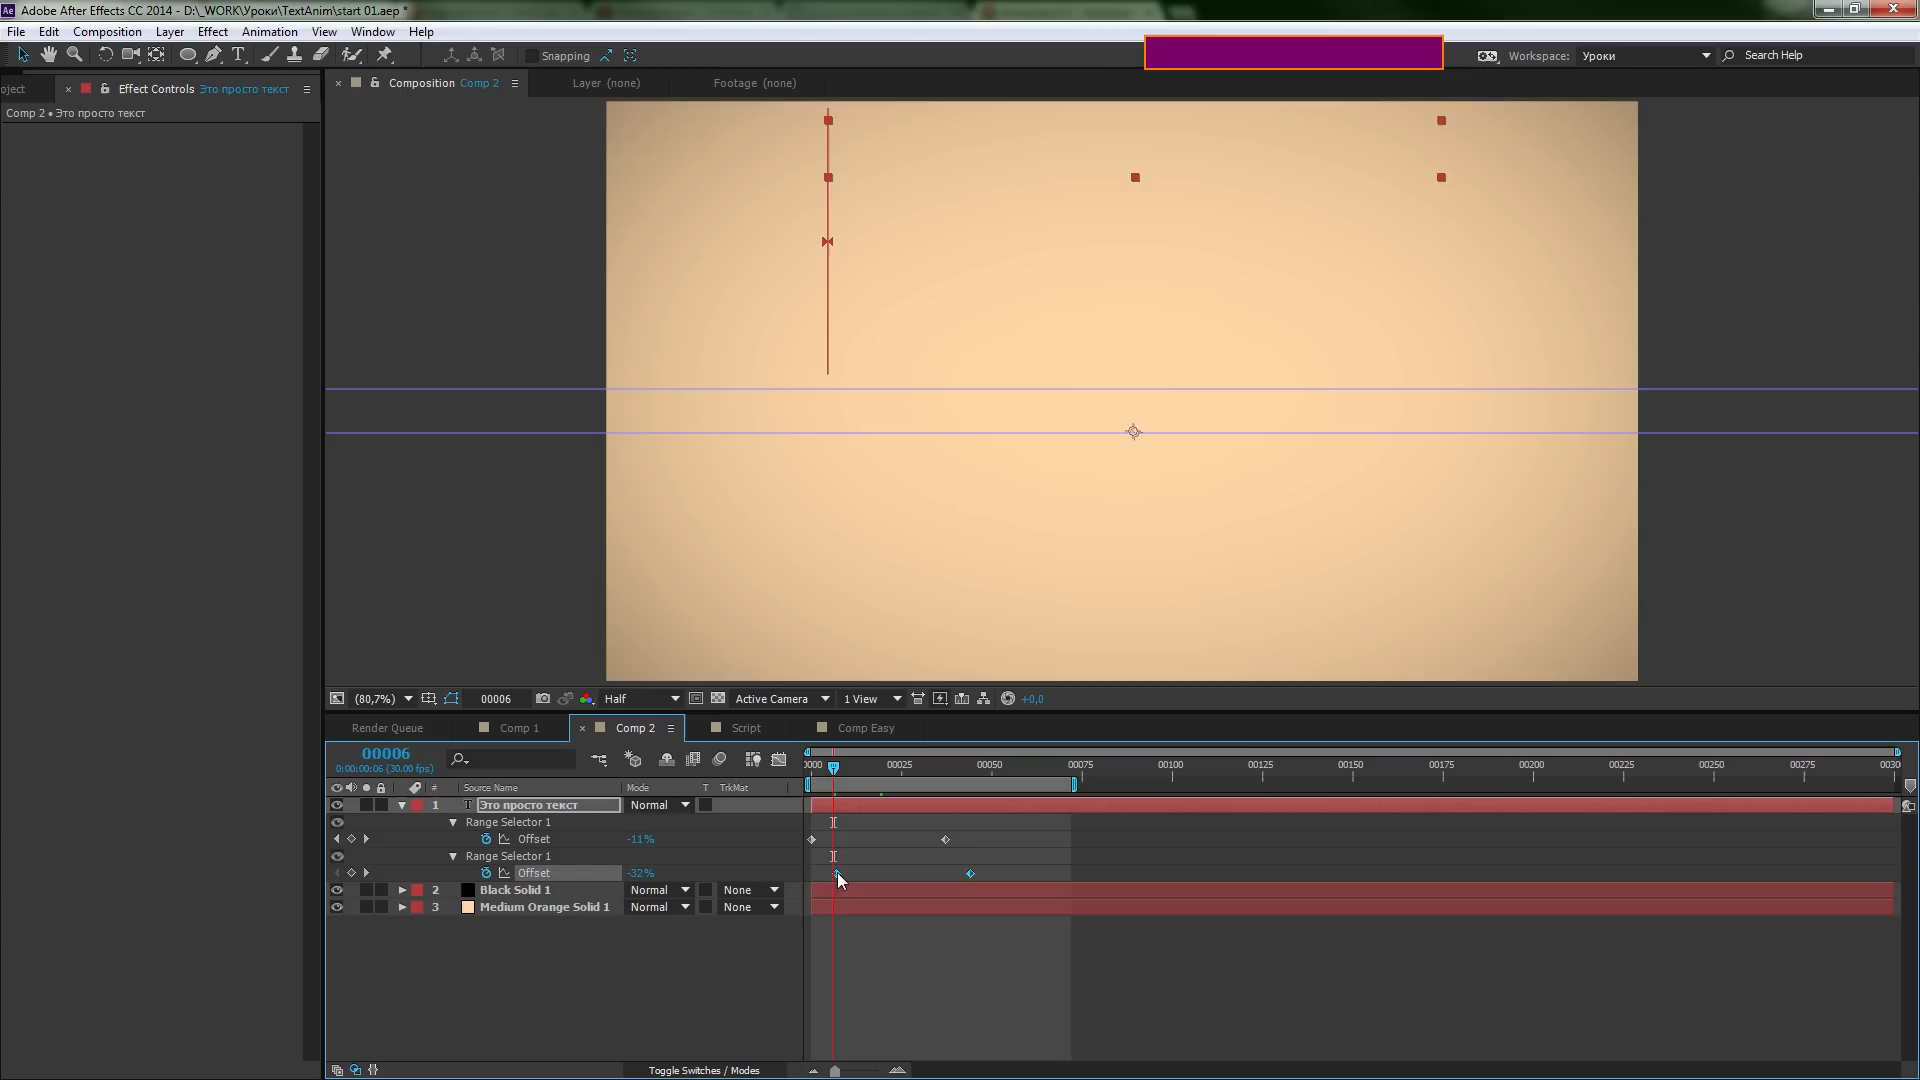 Adobe After Effects CC 2014 - D:\_WORK\Уроки\TextAnim\start 01.aep *
File Edit Composition Layer Effect Animation View Window Help
Snapping
Workspace: Уроки
Search Help
oject
Effect Controls Это просто текст
Comp 2 • Это просто текст
Composition Comp 2
Layer (none)
Footage (none)
(80,7%)
00006
Half
Active Camera
1 View
+0,0
Render Queue
Comp 1
Comp 2
Script
Comp Easy
00006
0:00:00:06 (30.00 fps)
0000 00025 00050 00075 00100 00125 00150 00175 00200 00225 00250 00275 0030
# Source Name Mode T TrkMat
1 T Это просто текст Normal
Range Selector 1
Offset -11%
Range Selector 1
Offset -32%
2 Black Solid 1 Normal None
3 Medium Orange Solid 1 Normal None
Toggle Switches / Modes